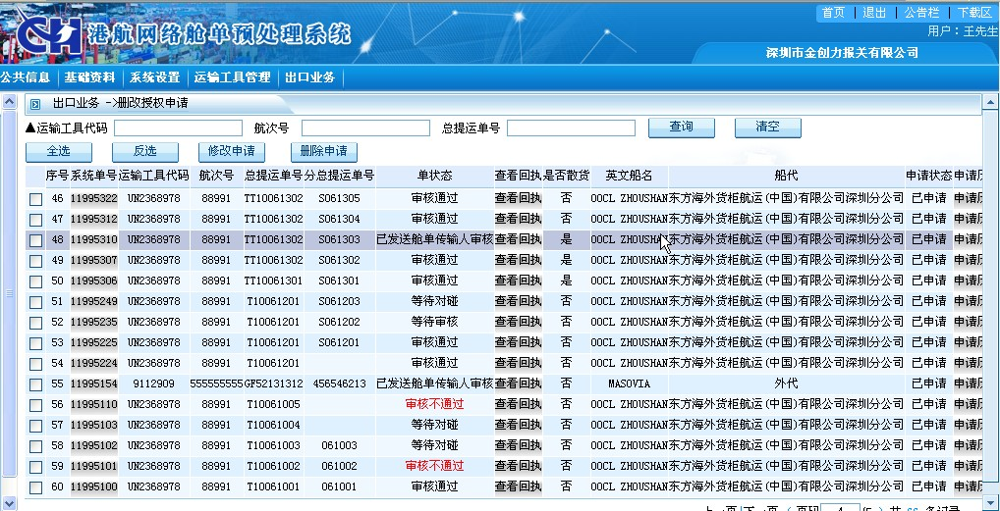 首页 | 退出 | 公告栏 | 下载区
用户：王先生
CH 港航网络舱单预处理系统
深圳市金创力报关有限公司
公共信息 | 基础资料 | 系统设置 | 运输工具管理 | 出口业务
出口业务 ->删改授权申请
▲运输工具代码 航次号 总提运单号 查询 清空
全选 反选 修改申请 删除申请
序号 系统单号 运输工具代码 航次号 总提运单号 分总提运单号 单状态 查看回执 是否散货 英文船名 船代 申请状态 申请历
46 11995322 UN2368978 88991 TT10061302 S061305 审核通过 查看回执 否 OOCL ZHOUSHAN 东方海外货柜航运(中国)有限公司深圳分公司 已申请 申请历
47 11995312 UN2368978 88991 TT10061302 S061304 审核通过 查看回执 否 OOCL ZHOUSHAN 东方海外货柜航运(中国)有限公司深圳分公司 已申请 申请历
48 11995310 UN2368978 88991 TT10061302 S061303 已发送舱单传输人审核 查看回执 是 OOCL ZHOUSHAN 东方海外货柜航运(中国)有限公司深圳分公司 已申请 申请历
49 11995307 UN2368978 88991 TT10061302 S061302 审核通过 查看回执 是 OOCL ZHOUSHAN 东方海外货柜航运(中国)有限公司深圳分公司 已申请 申请历
50 11995306 UN2368978 88991 TT10061301 S061301 审核通过 查看回执 是 OOCL ZHOUSHAN 东方海外货柜航运(中国)有限公司深圳分公司 已申请 申请历
51 11995249 UN2368978 88991 T10061201 S061203 等待对碰 查看回执 否 OOCL ZHOUSHAN 东方海外货柜航运(中国)有限公司深圳分公司 已申请 申请历
52 11995235 UN2368978 88991 T10061201 S061202 等待审核 查看回执 否 OOCL ZHOUSHAN 东方海外货柜航运(中国)有限公司深圳分公司 已申请 申请历
53 11995225 UN2368978 88991 T10061201 S061201 审核通过 查看回执 否 OOCL ZHOUSHAN 东方海外货柜航运(中国)有限公司深圳分公司 已申请 申请历
54 11995224 UN2368978 88991 T10061201 审核通过 查看回执 否 OOCL ZHOUSHAN 东方海外货柜航运(中国)有限公司深圳分公司 已申请 申请历
55 11995154 9112909 555555555 GF52131312 456546213 已发送舱单传输人审核 查看回执 否 MASOVIA 外代 已申请 申请历
56 11995110 UN2368978 88991 T10061005 审核不通过 查看回执 否 OOCL ZHOUSHAN 东方海外货柜航运(中国)有限公司深圳分公司 已申请 申请历
57 11995103 UN2368978 88991 T10061004 等待对碰 查看回执 否 OOCL ZHOUSHAN 东方海外货柜航运(中国)有限公司深圳分公司 已申请 申请历
58 11995102 UN2368978 88991 T10061003 061003 等待对碰 查看回执 否 OOCL ZHOUSHAN 东方海外货柜航运(中国)有限公司深圳分公司 已申请 申请历
59 11995101 UN2368978 88991 T10061002 061002 审核不通过 查看回执 否 OOCL ZHOUSHAN 东方海外货柜航运(中国)有限公司深圳分公司 已申请 申请历
60 11995100 UN2368978 88991 T10061001 061001 审核通过 查看回执 否 OOCL ZHOUSHAN 东方海外货柜航运(中国)有限公司深圳分公司 已申请 申请历